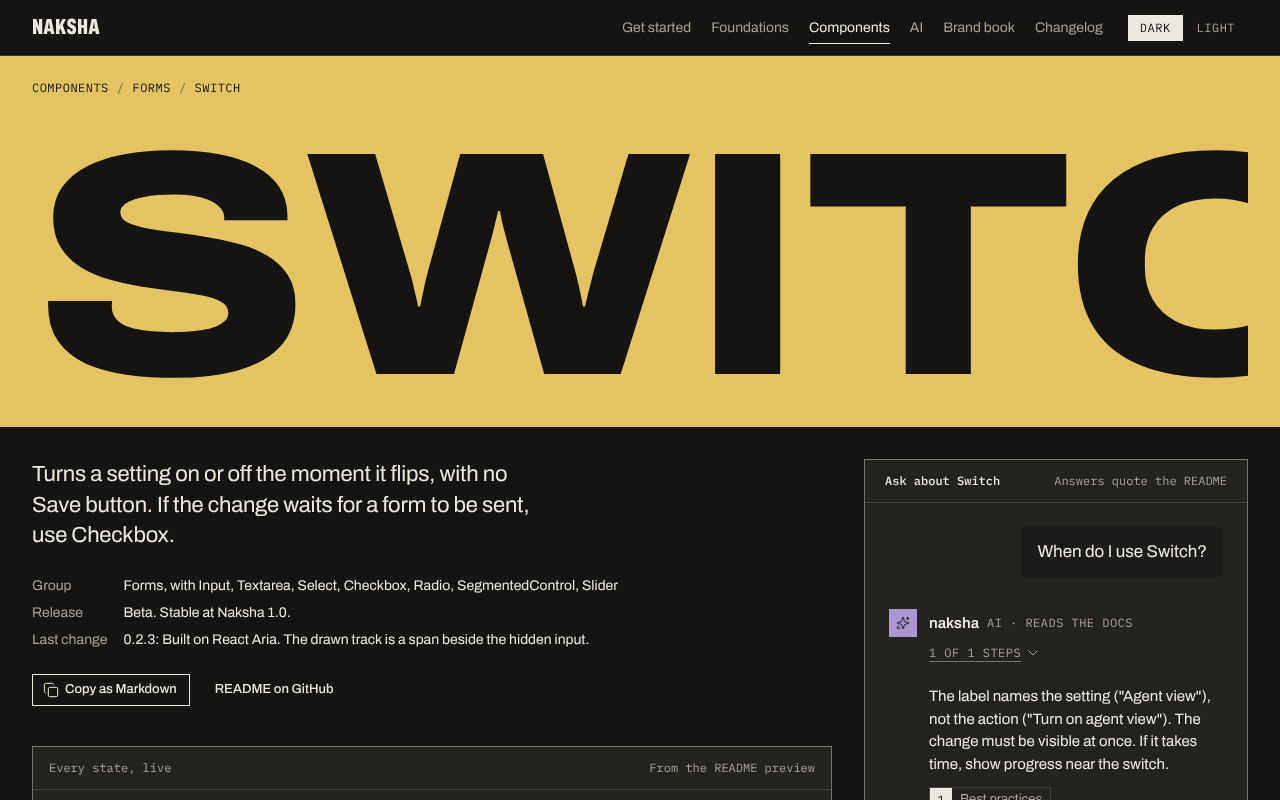 NAKSHA
Get started Foundations Components AI Brand book Changelog DARK LIGHT
COMPONENTS / FORMS / SWITCH
SWITC
Turns a setting on or off the moment it flips, with no
Save button. If the change waits for a form to be sent,
use Checkbox.
Group Forms, with Input, Textarea, Select, Checkbox, Radio, SegmentedControl, Slider
Release Beta. Stable at Naksha 1.0.
Last change 0.2.3: Built on React Aria. The drawn track is a span beside the hidden input.
Copy as Markdown README on GitHub
Every state, live From the README preview
Ask about Switch Answers quote the README
When do I use Switch?
naksha AI · READS THE DOCS
1 OF 1 STEPS
The label names the setting ("Agent view"),
not the action ("Turn on agent view"). The
change must be visible at once. If it takes
time, show progress near the switch.
1 Best practices